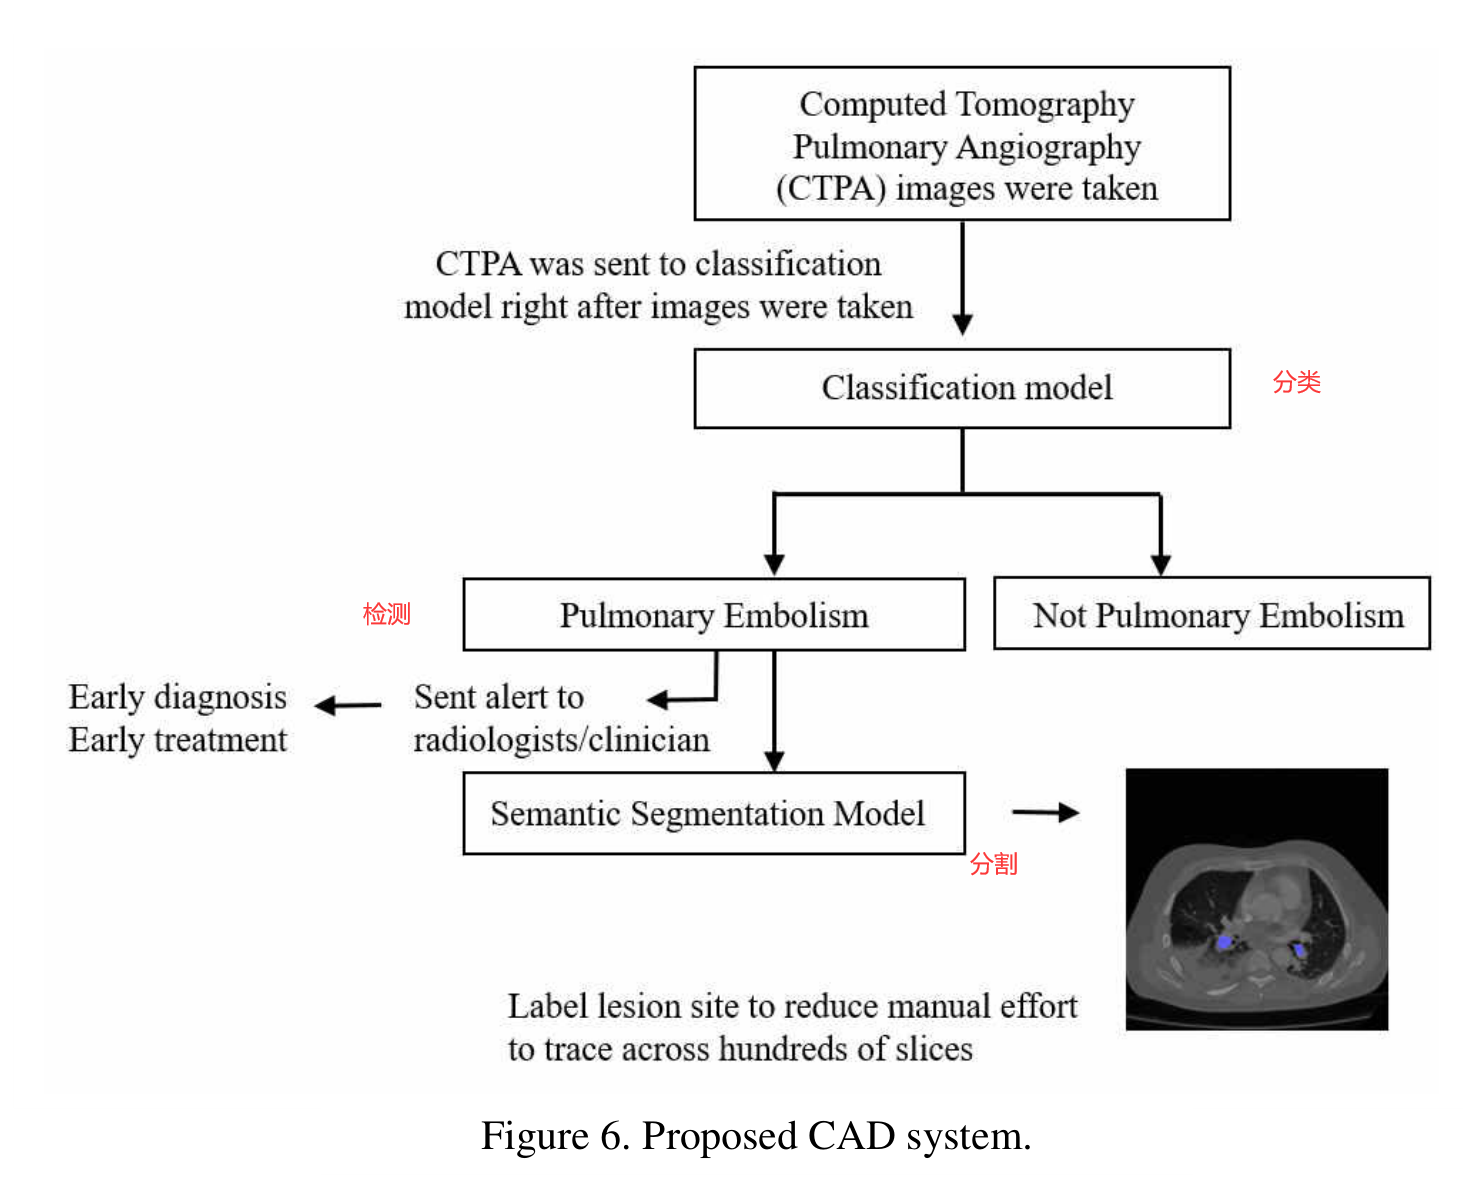 Computed Tomography
Pulmonary Angiography
(CTPA) images were taken
CTPA was sent to classification
model right after images were taken
Classification model
分类
检测
Pulmonary Embolism
Not Pulmonary Embolism
Early diagnosis
Early treatment
Sent alert to
radiologists/clinician
Semantic Segmentation Model
分割
Label lesion site to reduce manual effort
to trace across hundreds of slices
Figure 6. Proposed CAD system.